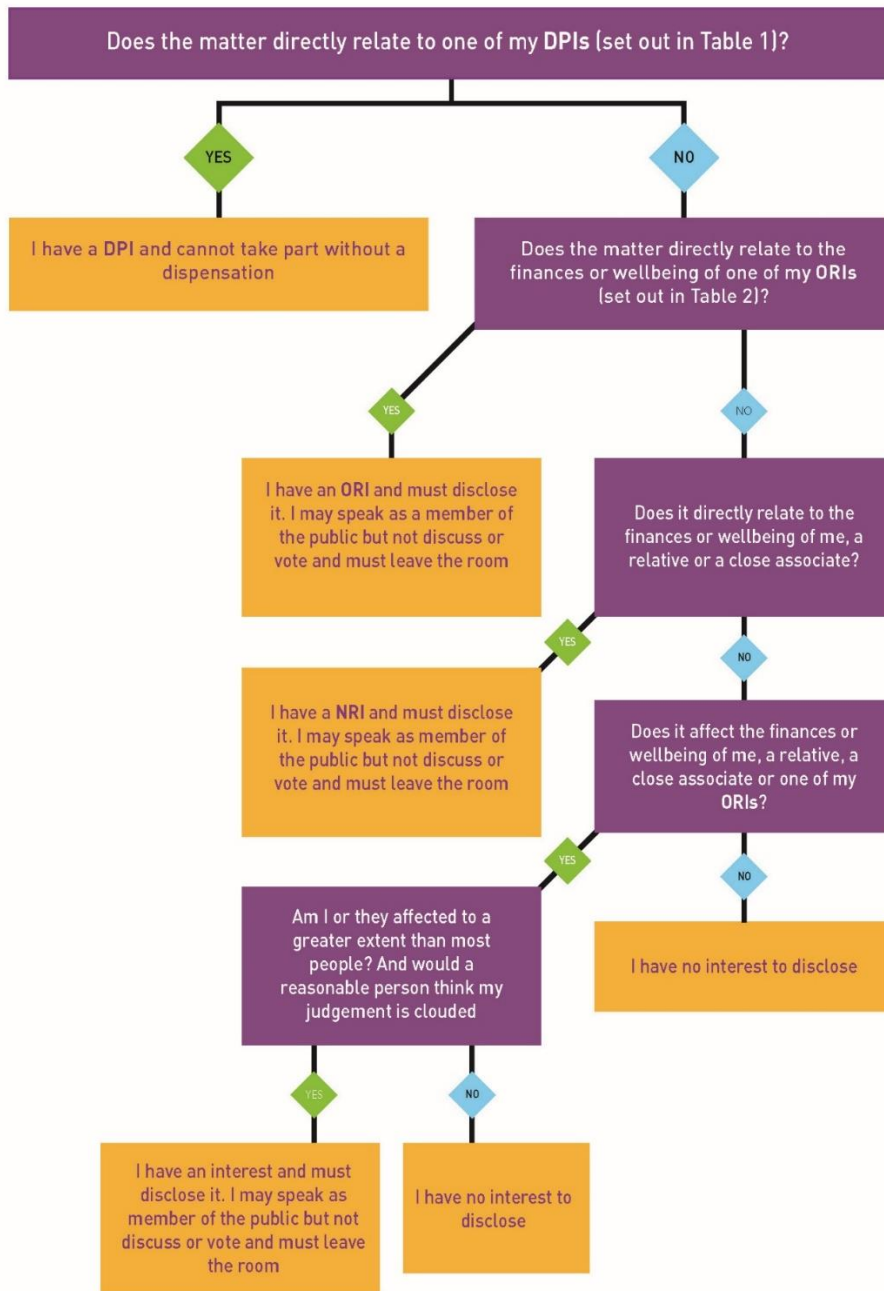 Does the matter directly relate to one of my DPIs (set out in Table 1)?
YES
NO
I have a DPI and cannot take part without a
dispensation
Does the matter directly relate to the
finances or wellbeing of one of my ORIs
(set out in Table 2)?
YES
NO
I have an ORI and must disclose
it. I may speak as a member of
the public but not discuss or
vote and must leave the room
Does it directly relate to the
finances or wellbeing of me, a
relative or a close associate?
YES
NO
I have a NRI and must disclose
it. I may speak as member of
the public but not discuss or
vote and must leave the room
Does it affect the finances or
wellbeing of me, a relative, a
close associate or one of my
ORIs?
YES
NO
Am I or they affected to a
greater extent than most
people? And would a
reasonable person think my
judgement is clouded
I have no interest to disclose
YES
NO
I have an interest and must
disclose it. I may speak as
member of the public but not
discuss or vote and must leave
the room
I have no interest to
disclose